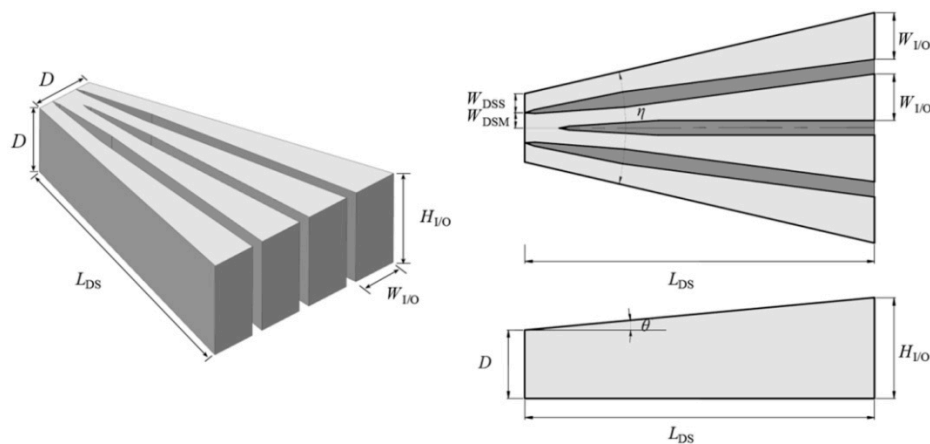 D
D
L_DS
H_I/O
W_I/O
W_DSS
W_DSM
η
W_I/O
W_I/O
L_DS
θ
D
H_I/O
L_DS